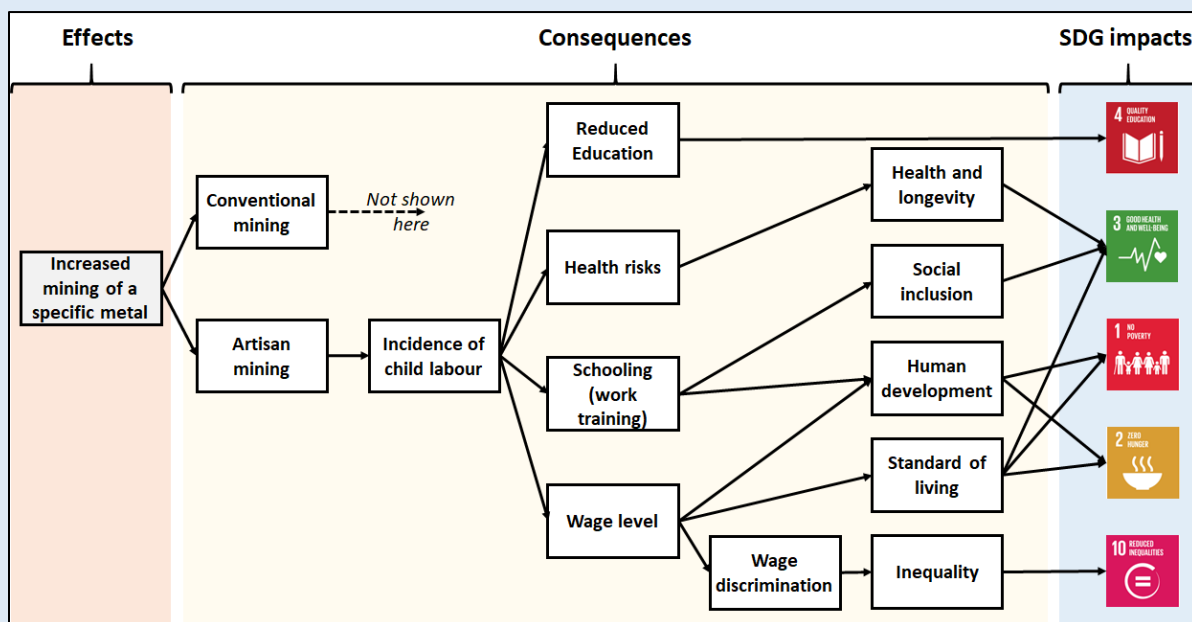 Effects
Consequences
SDG impacts
Increased
mining of a
specific metal
Conventional
mining
Not shown
here
Artisan
mining
Incidence of
child labour
Reduced
Education
Health risks
Schooling
(work
training)
Wage level
Wage
discrimination
Health and
longevity
Social
inclusion
Human
development
Standard of
living
Inequality
4 QUALITY
EDUCATION
3 GOOD HEALTH
AND WELL-BEING
1 NO
POVERTY
2 ZERO
HUNGER
10 REDUCED
INEQUALITIES